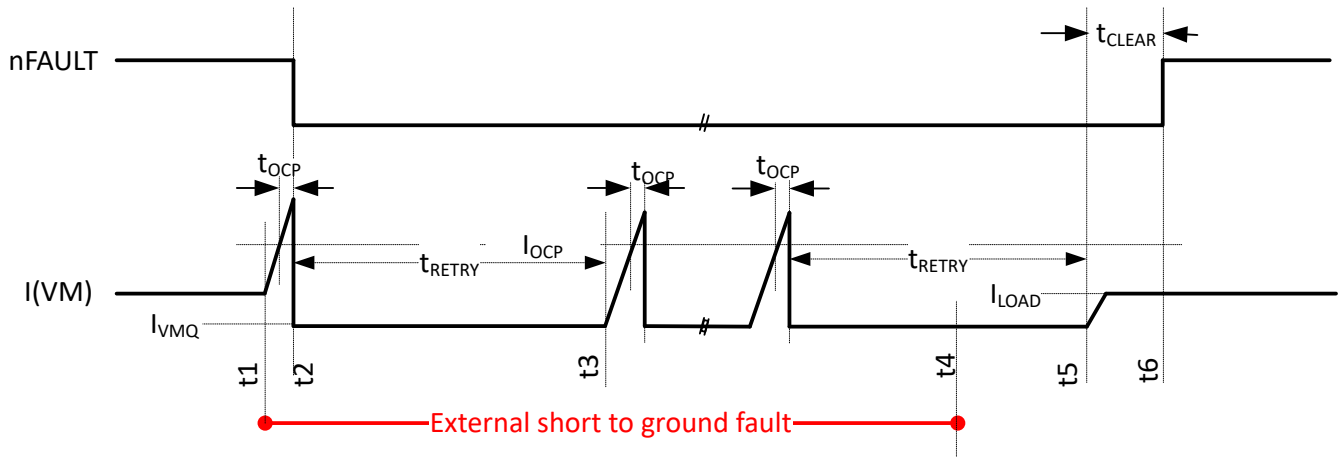 tCLEAR
nFAULT
tOCP
tOCP
tOCP
tRETRY
IOCP
tRETRY
I(VM)
ILOAD
IVMQ
t1
t2
t3
t4
t5
t6
External short to ground fault